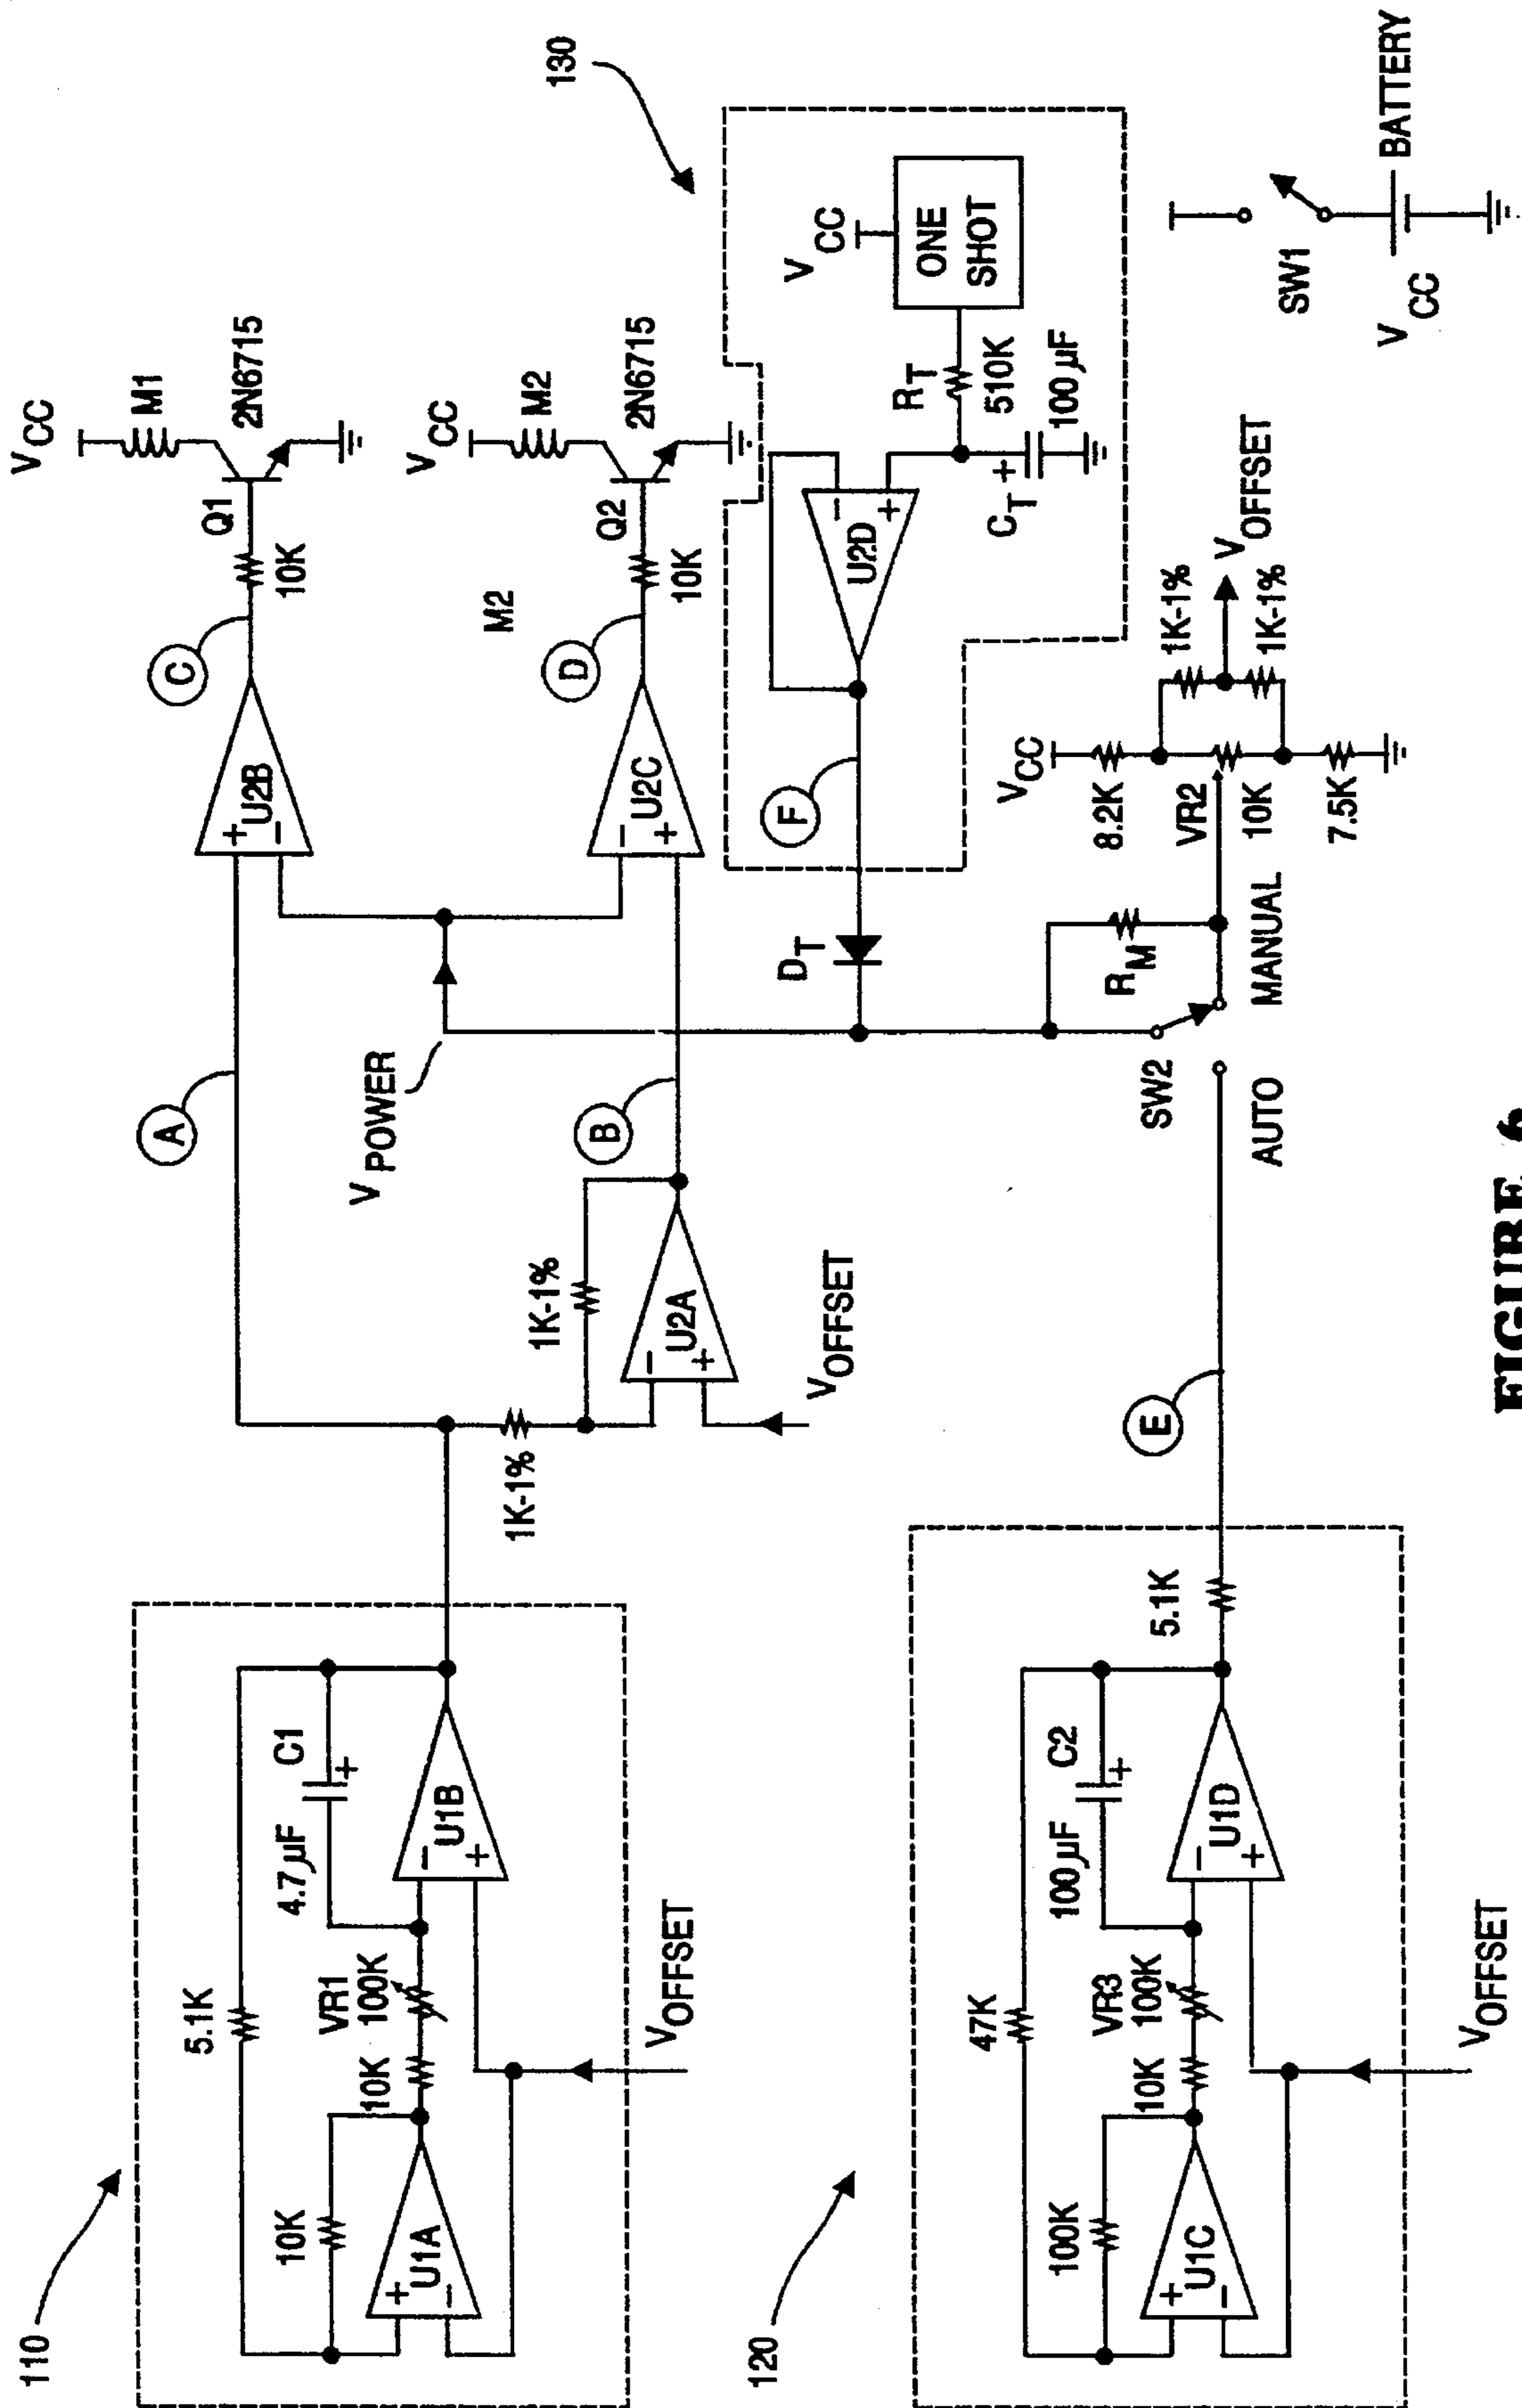 110
5.1K
10K
U1A
+
−
10K
VR1
100K
4.7µF
C1
+
U1B
−
+
VOFFSET
1K-1%
1K-1%
U2A
−
+
VOFFSET
A
B
V POWER
U2B
+
−
U2C
−
+
C
D
10K
M2
10K
Q1
Q2
VCC
M1
2N6715
VCC
M2
2N6715
130
120
47K
100K
U1C
+
−
10K
VR3
100K
100µF
C2
+
U1D
−
+
5.1K
VOFFSET
E
SW2
AUTO
MANUAL
RM
DT
F
U2D
−
+
CT
+
100µF
RT
510K
VCC
ONE
SHOT
VCC
8.2K
VR2
10K
7.5K
1K-1%
1K-1%
VOFFSET
SW1
VCC
BATTERY
FIGURE 6